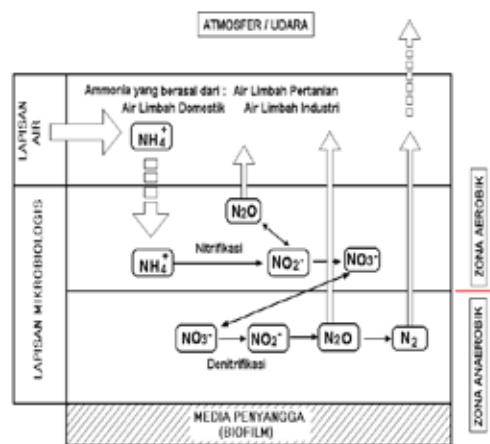 ATMOSFER / UDARA
Ammonia yang berasal dari : Air Limbah Pertanian
Air Limbah Domestik Air Limbah Industri
LAPISAN AIR
NH₄⁺
N₂O
Nitrifikasi
NH₄⁺
NO₂⁻
NO₃⁻
LAPISAN MIKROBIOLOGIS
ZONA AEROBIK
NO₃⁻
NO₂⁻
N₂O
N₂
Denitrifikasi
ZONA ANAEROBIK
MEDIA PENYANGGA
(BIOFILM)